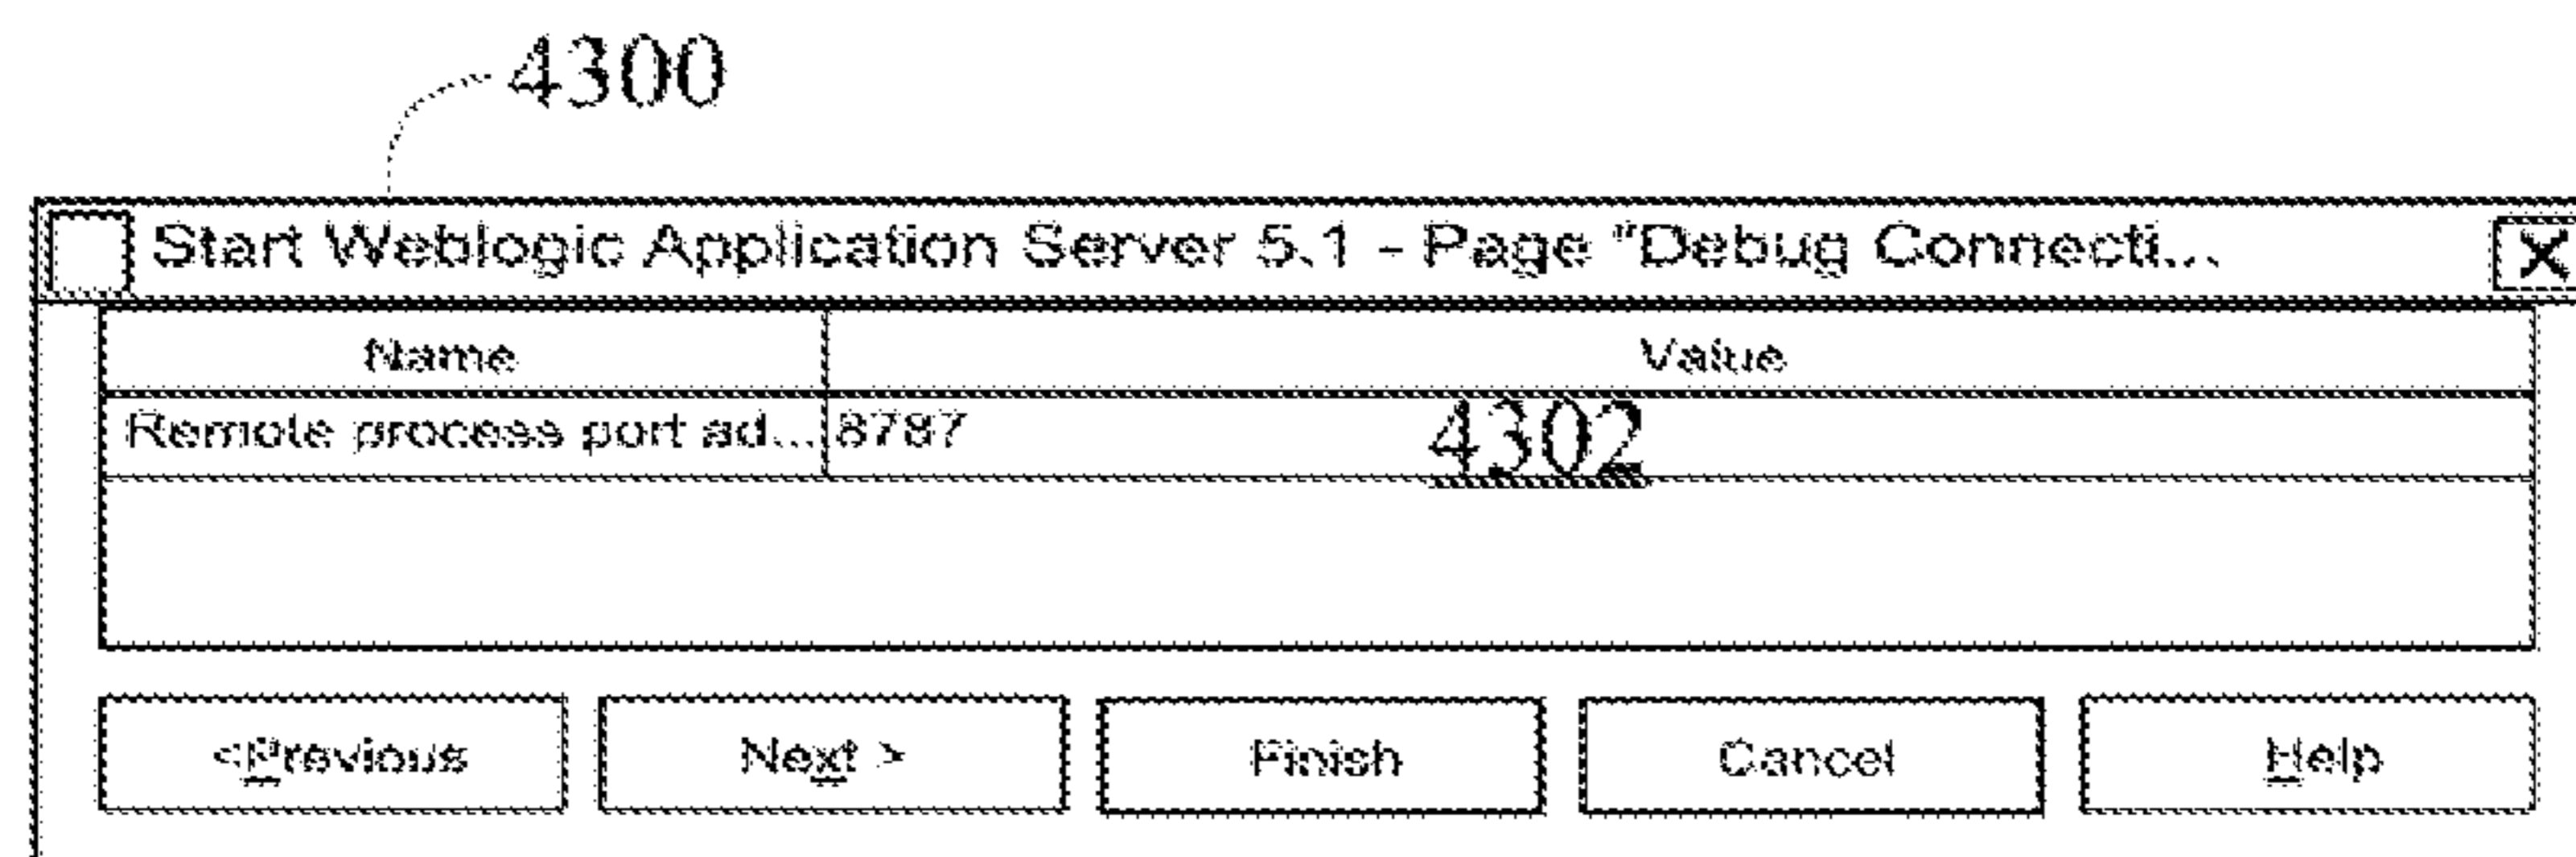 4300
Start Weblogic Application Server 5.1 - Page "Debug Connecti...
X
Name Value
Remote process port ad... 8787 4302
<Previous Next > Finish Cancel Help